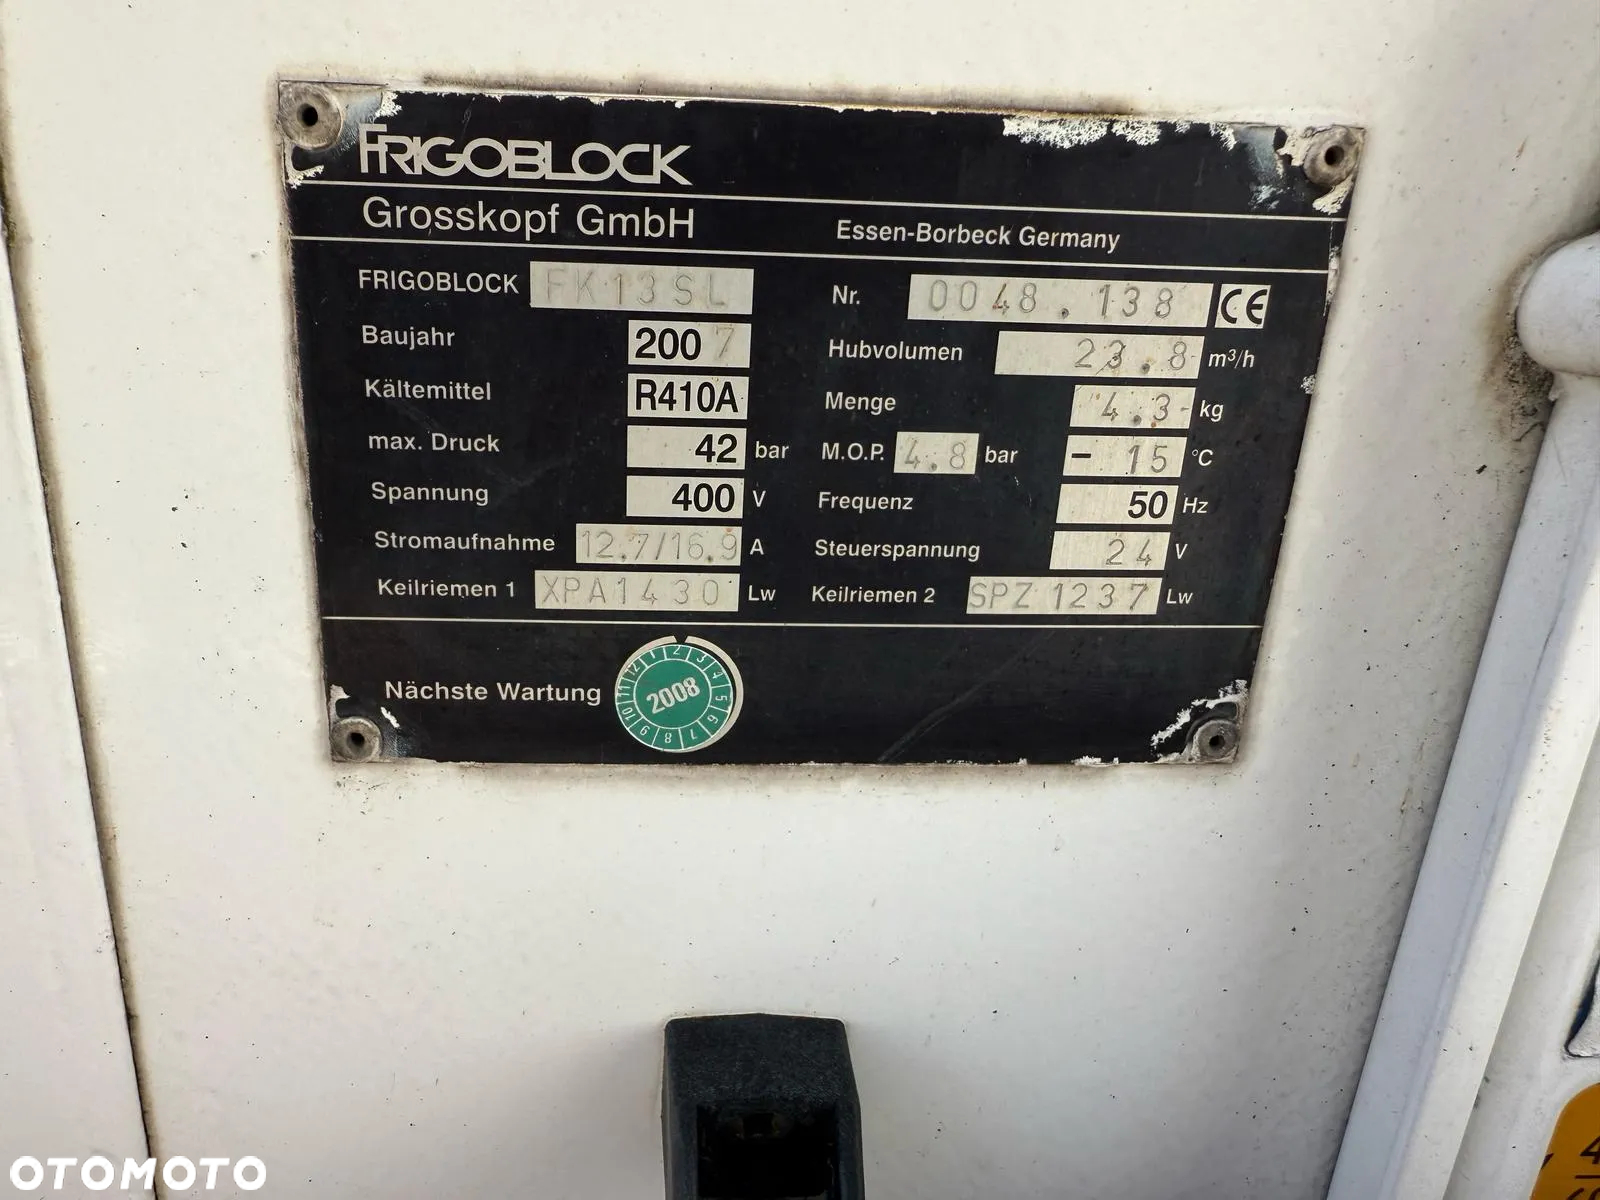 FRIGOBLOCK
Grosskopf GmbH Essen-Borbeck Germany
FRIGOBLOCK FK13SL Nr. 0048.138 CE
Baujahr 2007 Hubvolumen 23.8 m³/h
Kältemittel R410A Menge 4.3 kg
max. Druck 42 bar M.O.P. 4.8 bar - 15 °C
Spannung 400 V Frequenz 50 Hz
Stromaufnahme 12.7/16.9 A Steuerspannung 24 V
Keilriemen 1 XPA1430 Lw Keilriemen 2 SPZ 1237 Lw
Nächste Wartung 2008
1 2 3 4 5 6 7 8 9 10 11 12
OTOMOTO